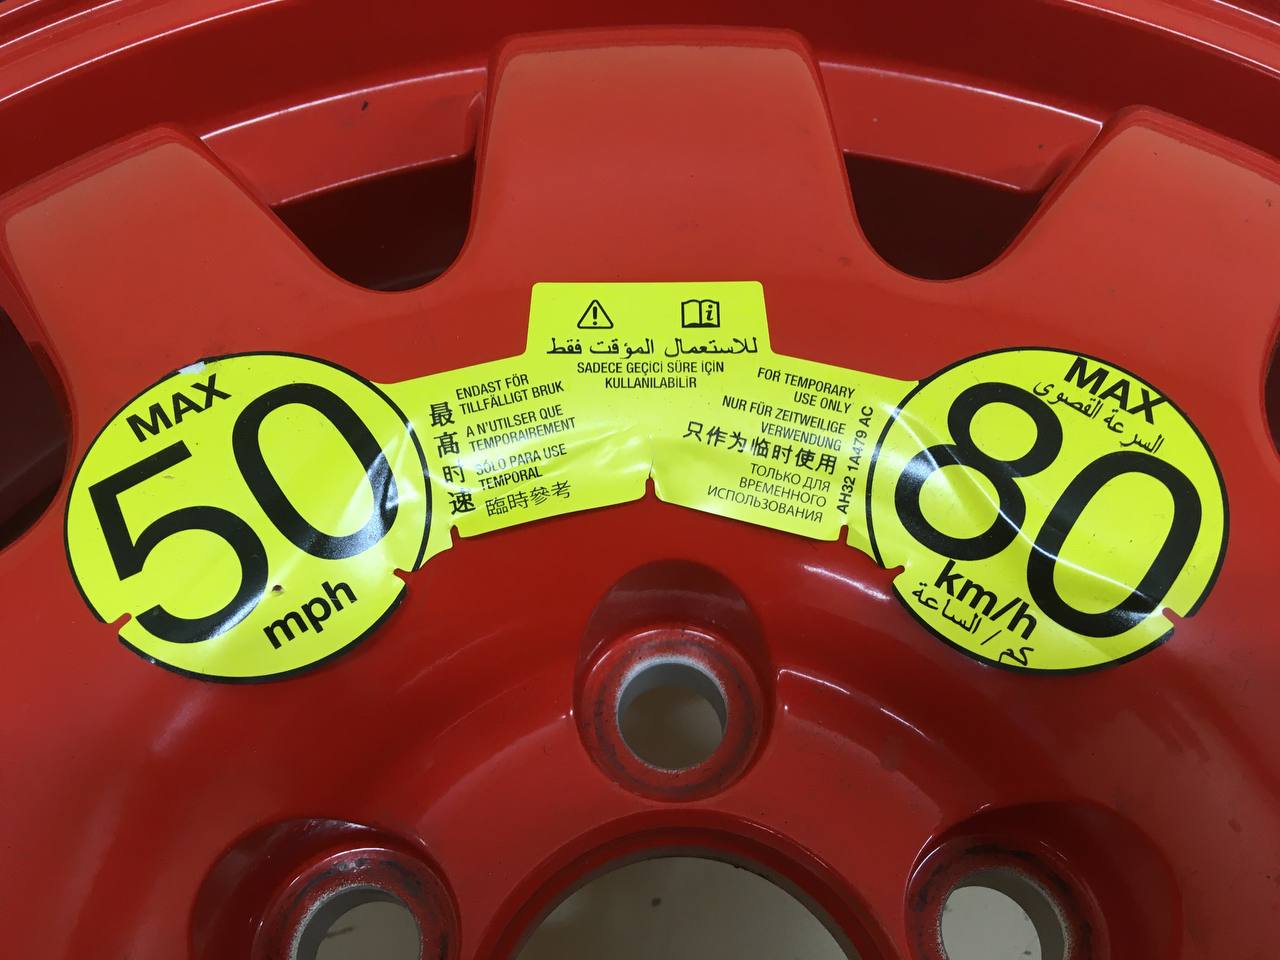 MAX
50
mph
最高时速
ENDAST FÖR
TILLFÄLLIGT BRUK
A N'UTILSER QUE
TEMPORAIREMENT
SÓLO PARA USE
TEMPORAL
臨時參考
للاستعمال المؤقت فقط
SADECE GEÇICI SÜRE IÇIN
KULLANILABILIR
FOR TEMPORARY
USE ONLY
NUR FÜR ZEITWEILIGE
VERWENDUNG
只作为临时使用
ТОЛЬКО ДЛЯ
ВРЕМЕННОГО
ИСПОЛЬЗОВАНИЯ
AH32 1A479 AC
MAX
السرعة القصوى
80
km/h
كم / الساعة